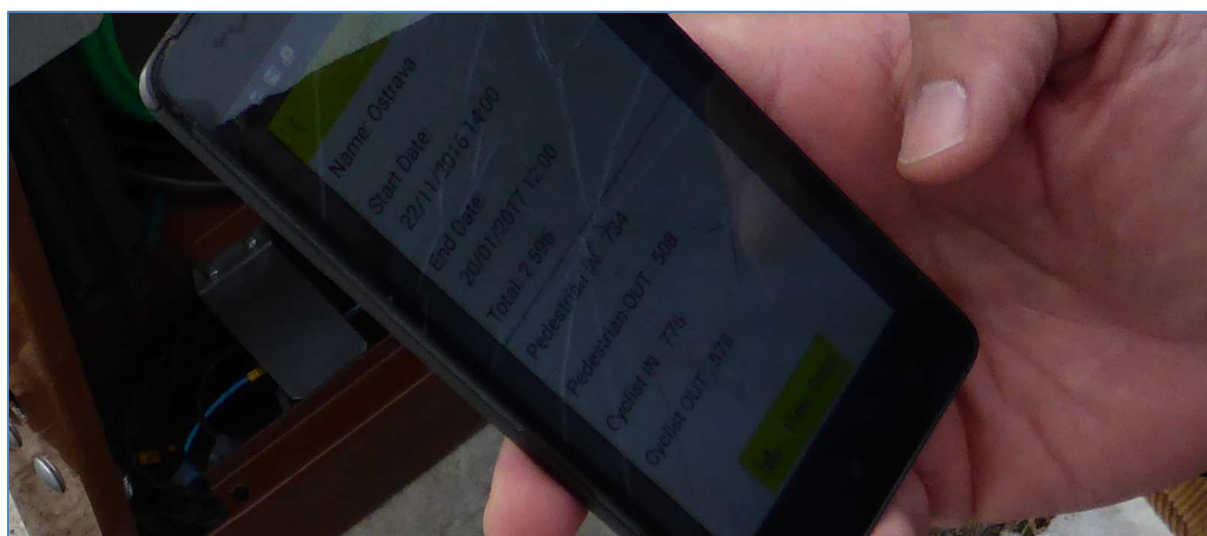 Name: Ostrava
Start Date:
22/11/2016 14:00
End Date:
20/01/2017 12:00
Total: 2 596
Pedestrian IN : 734
Pedestrian OUT : 508
Cyclist IN : 776
Cyclist OUT : 578